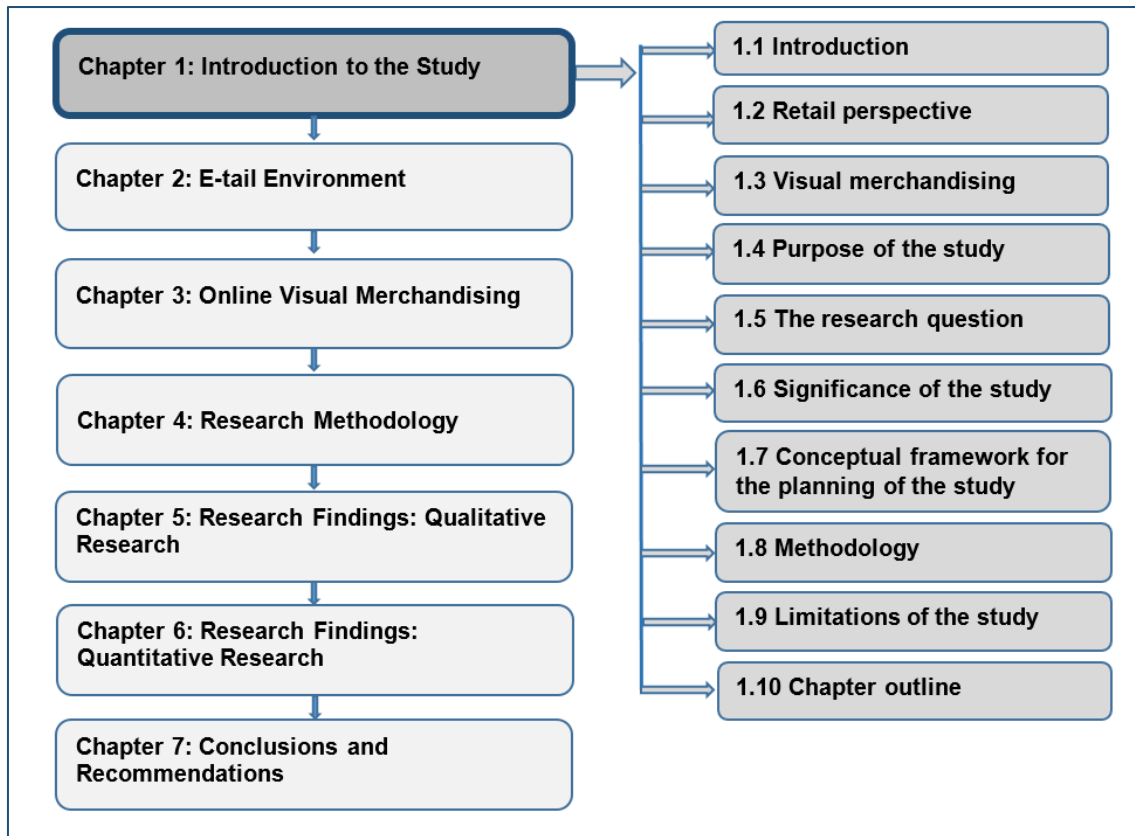 Chapter 1: Introduction to the Study
Chapter 2: E-tail Environment
Chapter 3: Online Visual Merchandising
Chapter 4: Research Methodology
Chapter 5: Research Findings: Qualitative
Research
Chapter 6: Research Findings:
Quantitative Research
Chapter 7: Conclusions and
Recommendations
1.1 Introduction
1.2 Retail perspective
1.3 Visual merchandising
1.4 Purpose of the study
1.5 The research question
1.6 Significance of the study
1.7 Conceptual framework for
the planning of the study
1.8 Methodology
1.9 Limitations of the study
1.10 Chapter outline